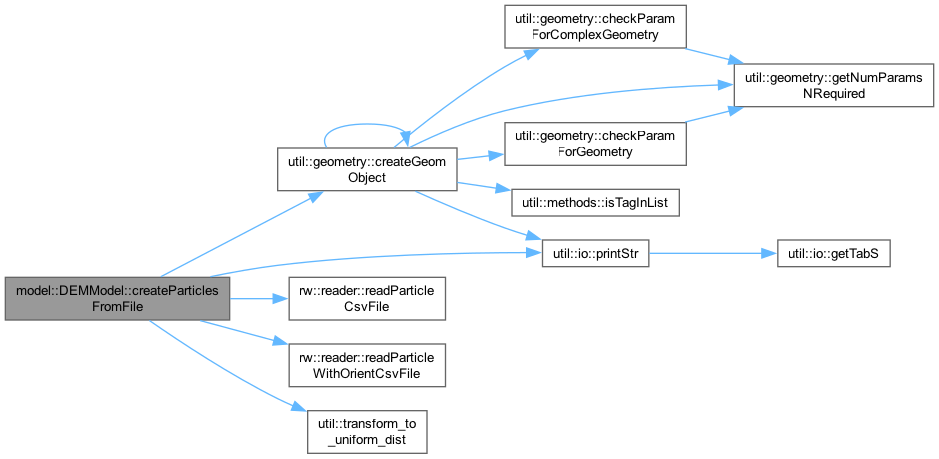 util::geometry::checkParam
ForComplexGeometry
util::geometry::getNumParams
NRequired
util::geometry::checkParam
ForGeometry
util::geometry::createGeom
Object
util::methods::isTagInList
util::io::printStr
util::io::getTabS
model::DEMModel::createParticles
FromFile
rw::reader::readParticle
CsvFile
rw::reader::readParticle
WithOrientCsvFile
util::transform_to
_uniform_dist